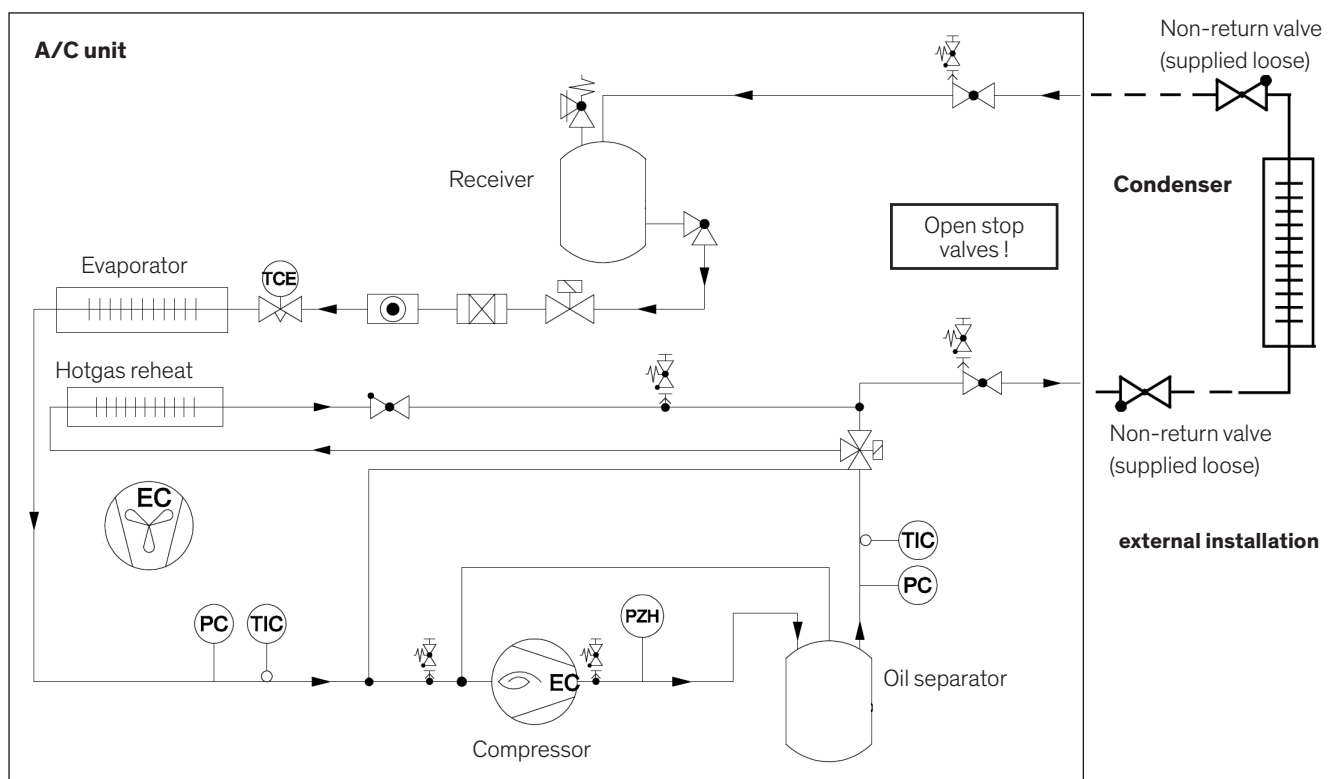 A/C unit
Non-return valve
(supplied loose)
Receiver
Condenser
Open stop
valves !
Evaporator
TCE
Hotgas reheat
Non-return valve
(supplied loose)
EC
TIC
external installation
PC
PC
TIC
PZH
EC
Oil separator
Compressor